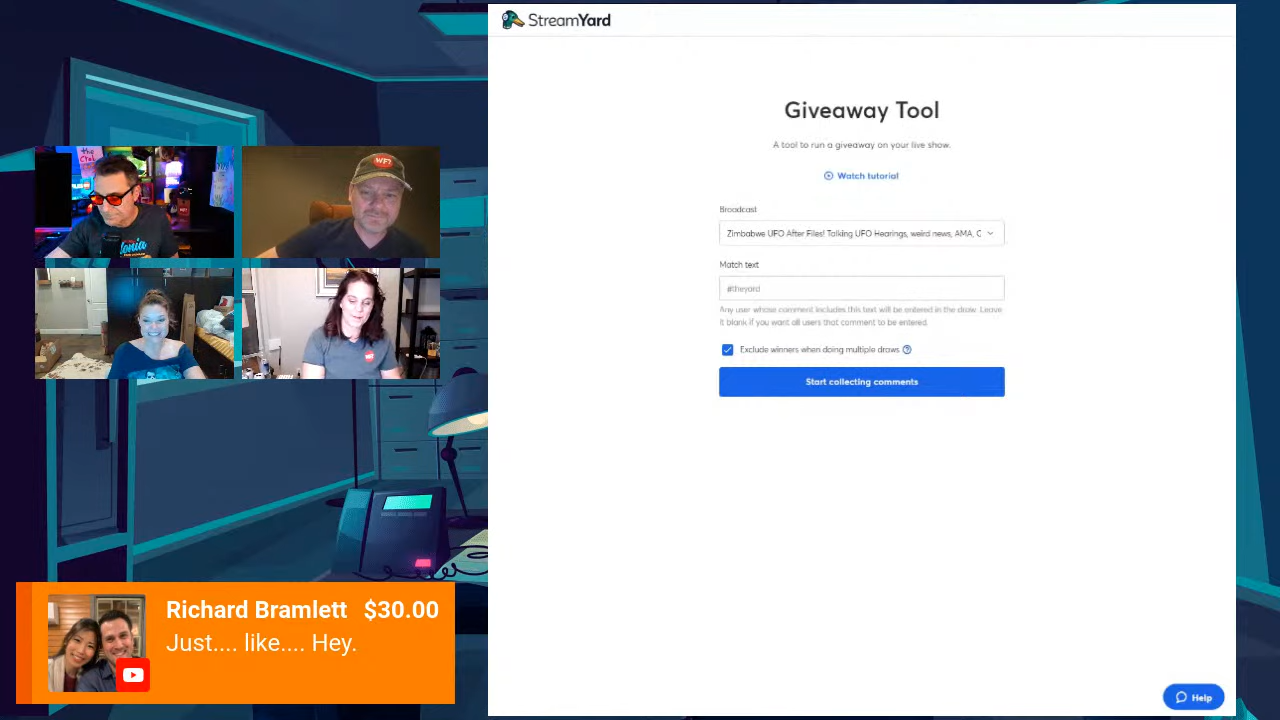 StreamYard
Giveaway Tool
A tool to run a giveaway on your live show.
Watch tutorial
Broadcast
Zimbabwe UFO After Files! Talking UFO Hearings, weird news, AMA, C
Match text
#theyard
Any user whose comment includes this text will be entered in the draw. Leave
it blank if you want all users that comment to be entered.
Exclude winners when doing multiple draws
Start collecting comments
WF?
WF?
Richard Bramlett $30.00
Just.... like.... Hey.
Help